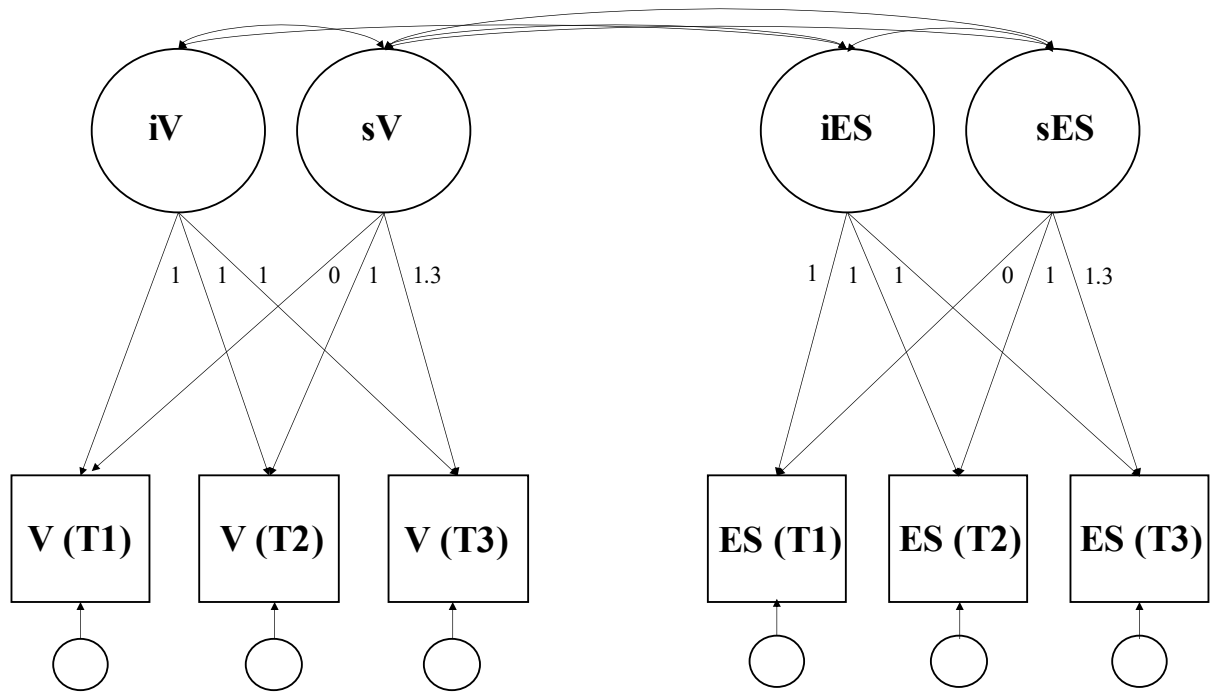 iV sV iES sES
1 1 1 0 1 1.3 1 1 1 0 1 1.3
V (T1) V (T2) V (T3) ES (T1) ES (T2) ES (T3)